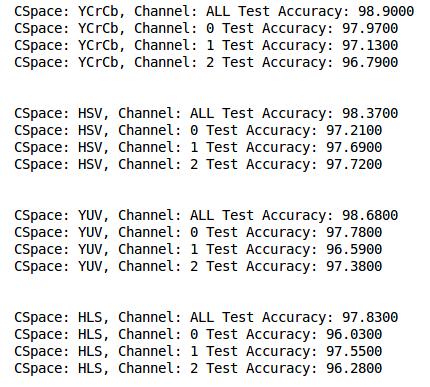 CSpace: YCrCb, Channel: ALL Test Accuracy: 98.9000
CSpace: YCrCb, Channel: 0 Test Accuracy: 97.9700
CSpace: YCrCb, Channel: 1 Test Accuracy: 97.1300
CSpace: YCrCb, Channel: 2 Test Accuracy: 96.7900
CSpace: HSV, Channel: ALL Test Accuracy: 98.3700
CSpace: HSV, Channel: 0 Test Accuracy: 97.2100
CSpace: HSV, Channel: 1 Test Accuracy: 97.6900
CSpace: HSV, Channel: 2 Test Accuracy: 97.7200
CSpace: YUV, Channel: ALL Test Accuracy: 98.6800
CSpace: YUV, Channel: 0 Test Accuracy: 97.7800
CSpace: YUV, Channel: 1 Test Accuracy: 96.5900
CSpace: YUV, Channel: 2 Test Accuracy: 97.3800
CSpace: HLS, Channel: ALL Test Accuracy: 97.8300
CSpace: HLS, Channel: 0 Test Accuracy: 96.0300
CSpace: HLS, Channel: 1 Test Accuracy: 97.5500
CSpace: HLS, Channel: 2 Test Accuracy: 96.2800